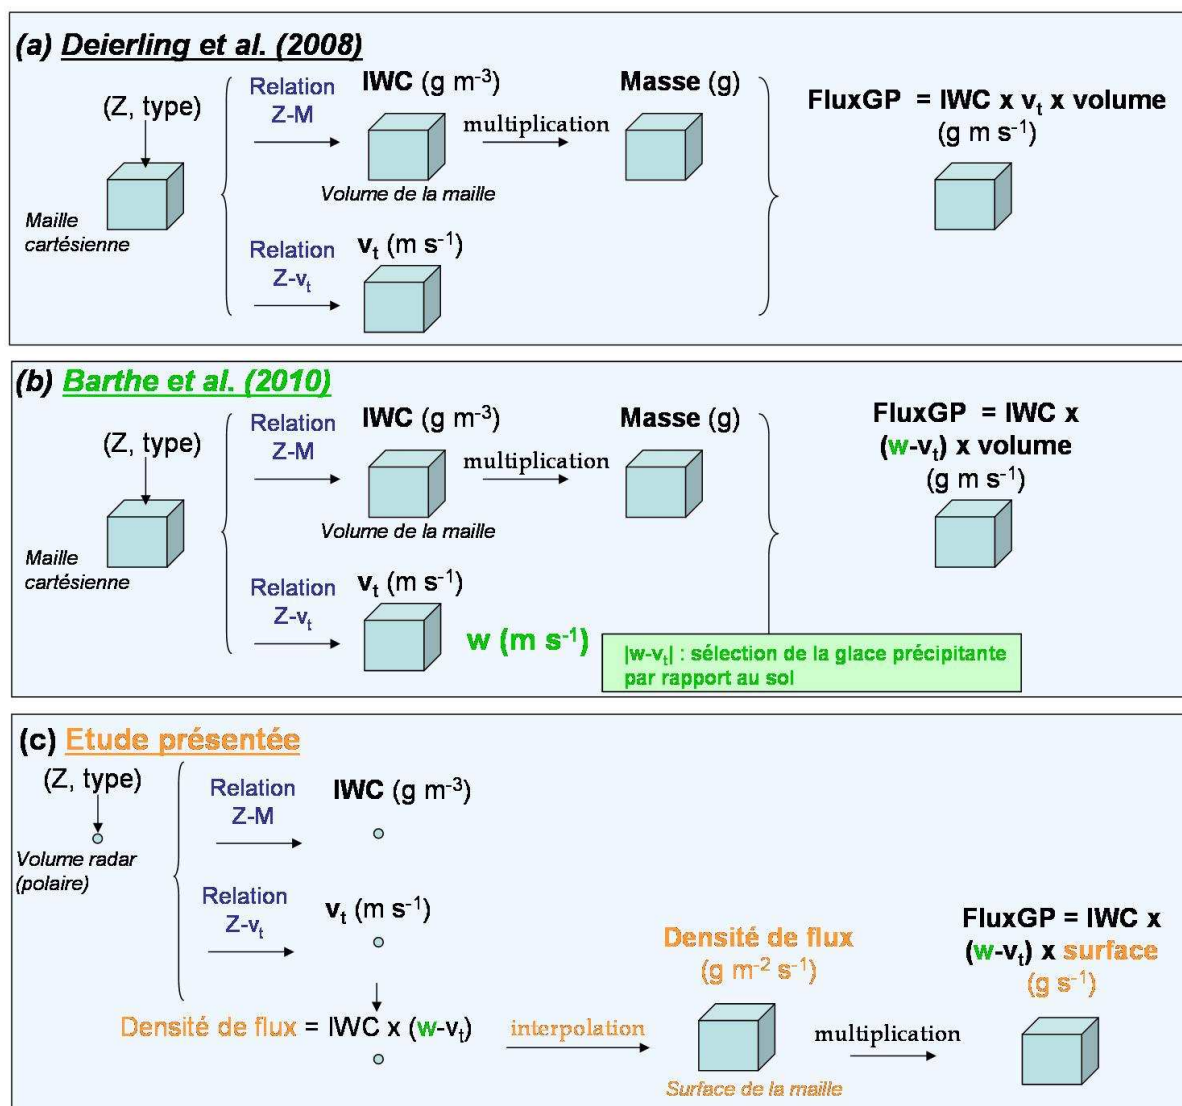 (a) Deierling et al. (2008)
(Z, type)
Maille
cartésienne
Relation
Z-M
IWC (g m⁻³)
Volume de la maille
multiplication
Masse (g)
Relation
Z-vₜ
vₜ (m s⁻¹)
FluxGP = IWC x vₜ x volume
(g m s⁻¹)
(b) Barthe et al. (2010)
(Z, type)
Maille
cartésienne
Relation
Z-M
IWC (g m⁻³)
Volume de la maille
multiplication
Masse (g)
Relation
Z-vₜ
vₜ (m s⁻¹)
w (m s⁻¹)
|w-vₜ| : sélection de la glace précipitante
par rapport au sol
FluxGP = IWC x
(w-vₜ) x volume
(g m s⁻¹)
(c) Etude présentée
(Z, type)
Volume radar
(polaire)
Relation
Z-M
IWC (g m⁻³)
Relation
Z-vₜ
vₜ (m s⁻¹)
Densité de flux = IWC x (w-vₜ)
interpolation
Densité de flux
(g m⁻² s⁻¹)
Surface de la maille
multiplication
FluxGP = IWC x
(w-vₜ) x surface
(g s⁻¹)